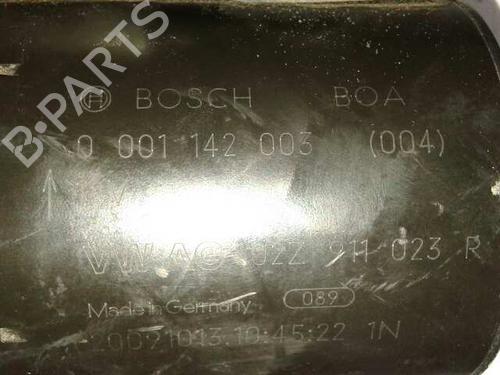 B-PARTS
BOSCH BOA
0 001 142 003 (004)
VW AG 02Z 911 023 R
Made in Germany 089
20091013.10:45:22 1N